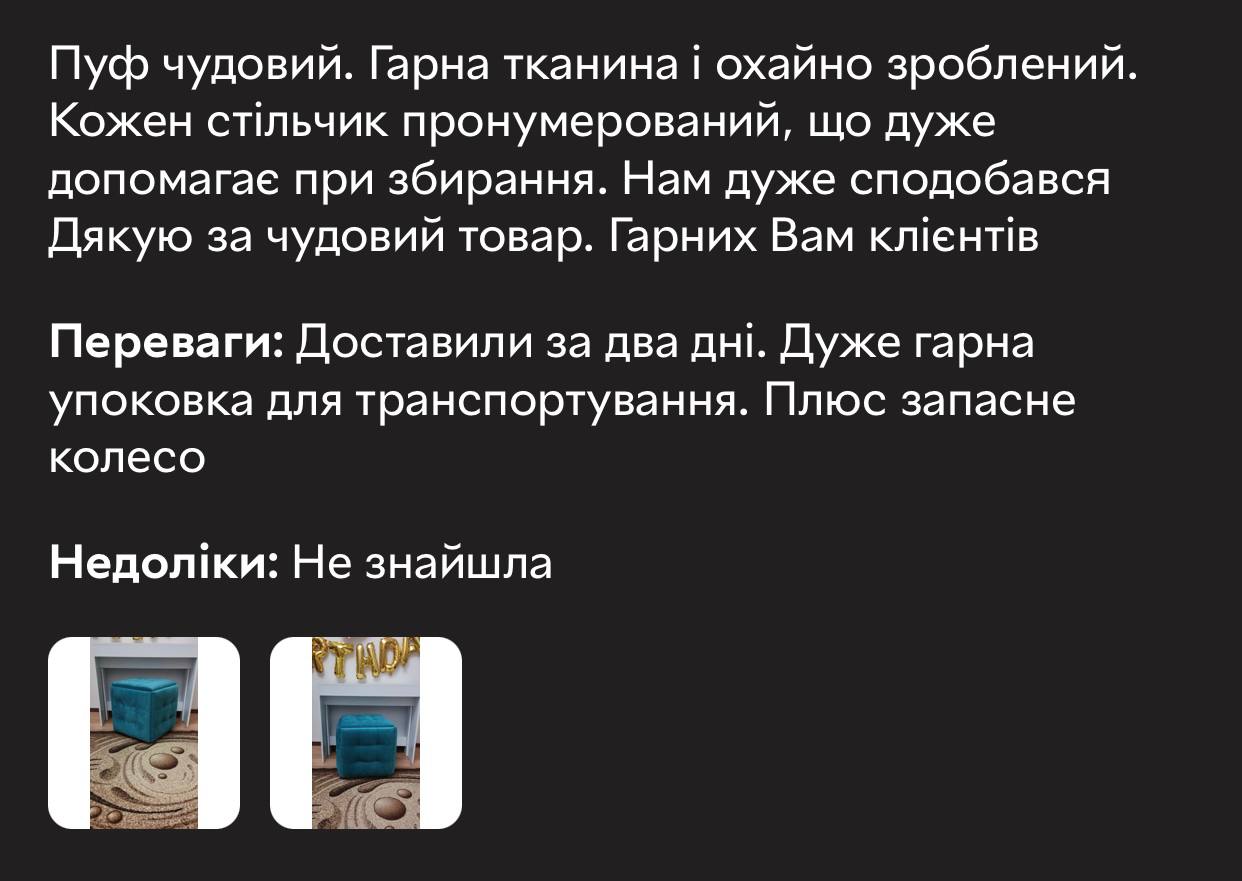 Пуф чудовий. Гарна тканина і охайно зроблений.
Кожен стільчик пронумерований, що дуже
допомагає при збирання. Нам дуже сподобався
Дякую за чудовий товар. Гарних Вам клієнтів
Переваги: Доставили за два дні. Дуже гарна
упоковка для транспортування. Плюс запасне
колесо
Недоліки: Не знайшла
RTHDA